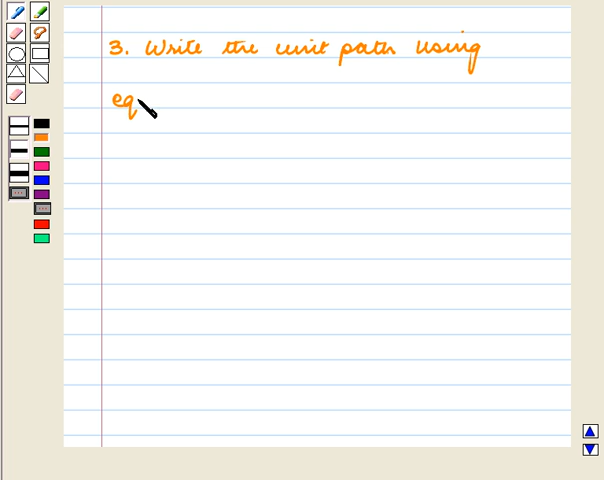 3. Write the unit path using
eq